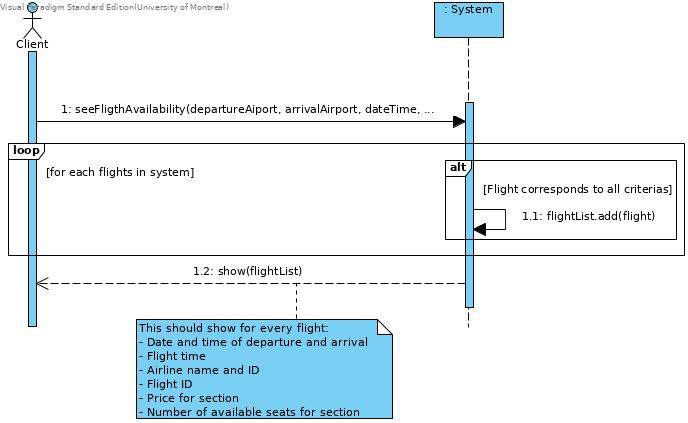 Visual Paradigm Standard Edition(University of Montreal)
: System
Client
1: seeFligthAvailability(departureAiport, arrivalAirport, dateTime, ...
loop
[for each flights in system]
alt
[Flight corresponds to all criterias]
1.1: flightList.add(flight)
1.2: show(flightList)
This should show for every flight:
- Date and time of departure and arrival
- Flight time
- Airline name and ID
- Flight ID
- Price for section
- Number of available seats for section